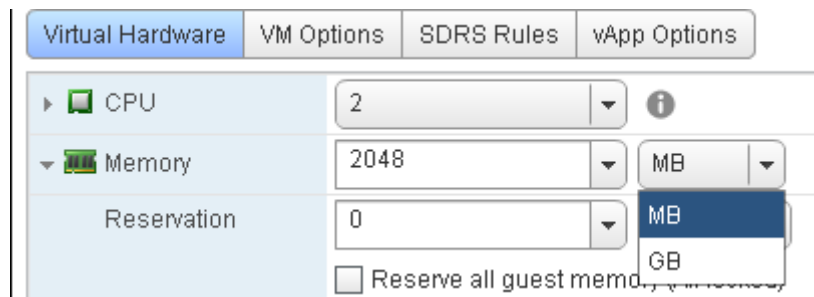 Virtual Hardware VM Options SDRS Rules vApp Options
CPU 2
Memory 2048 MB
Reservation 0 MB
GB
Reserve all guest memory